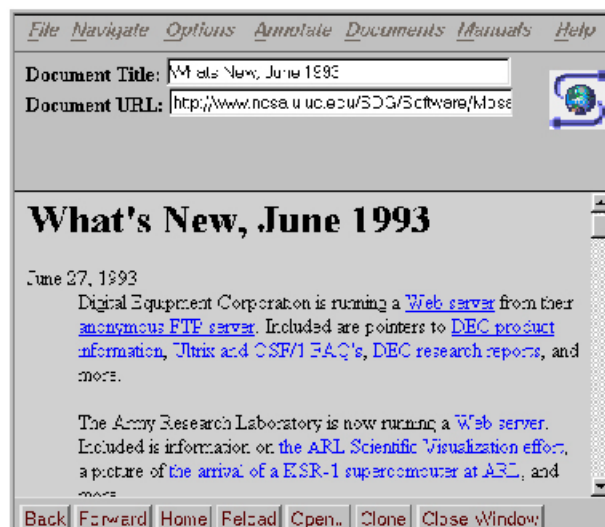 File Navigate Options Annotate Documents Manuals Help
Document Title: Whats New, June 1993
Document URL: http://www.ncsa.uiuc.edu/SDG/Software/Mosa
What's New, June 1993
June 27, 1993
Digital Equipment Corporation is running a Web server from their
anonymous FTP server. Included are pointers to DEC product
information, Ultrix and OSF/1 FAQ's, DEC research reports, and
more.
The Army Research Laboratory is now running a Web server.
Included is information on the ARL Scientific Visualization effort,
a picture of the arrival of a KSR-1 supercomputer at ARL, and
more
Back Forward Home Reload Open.. Clone Close Window